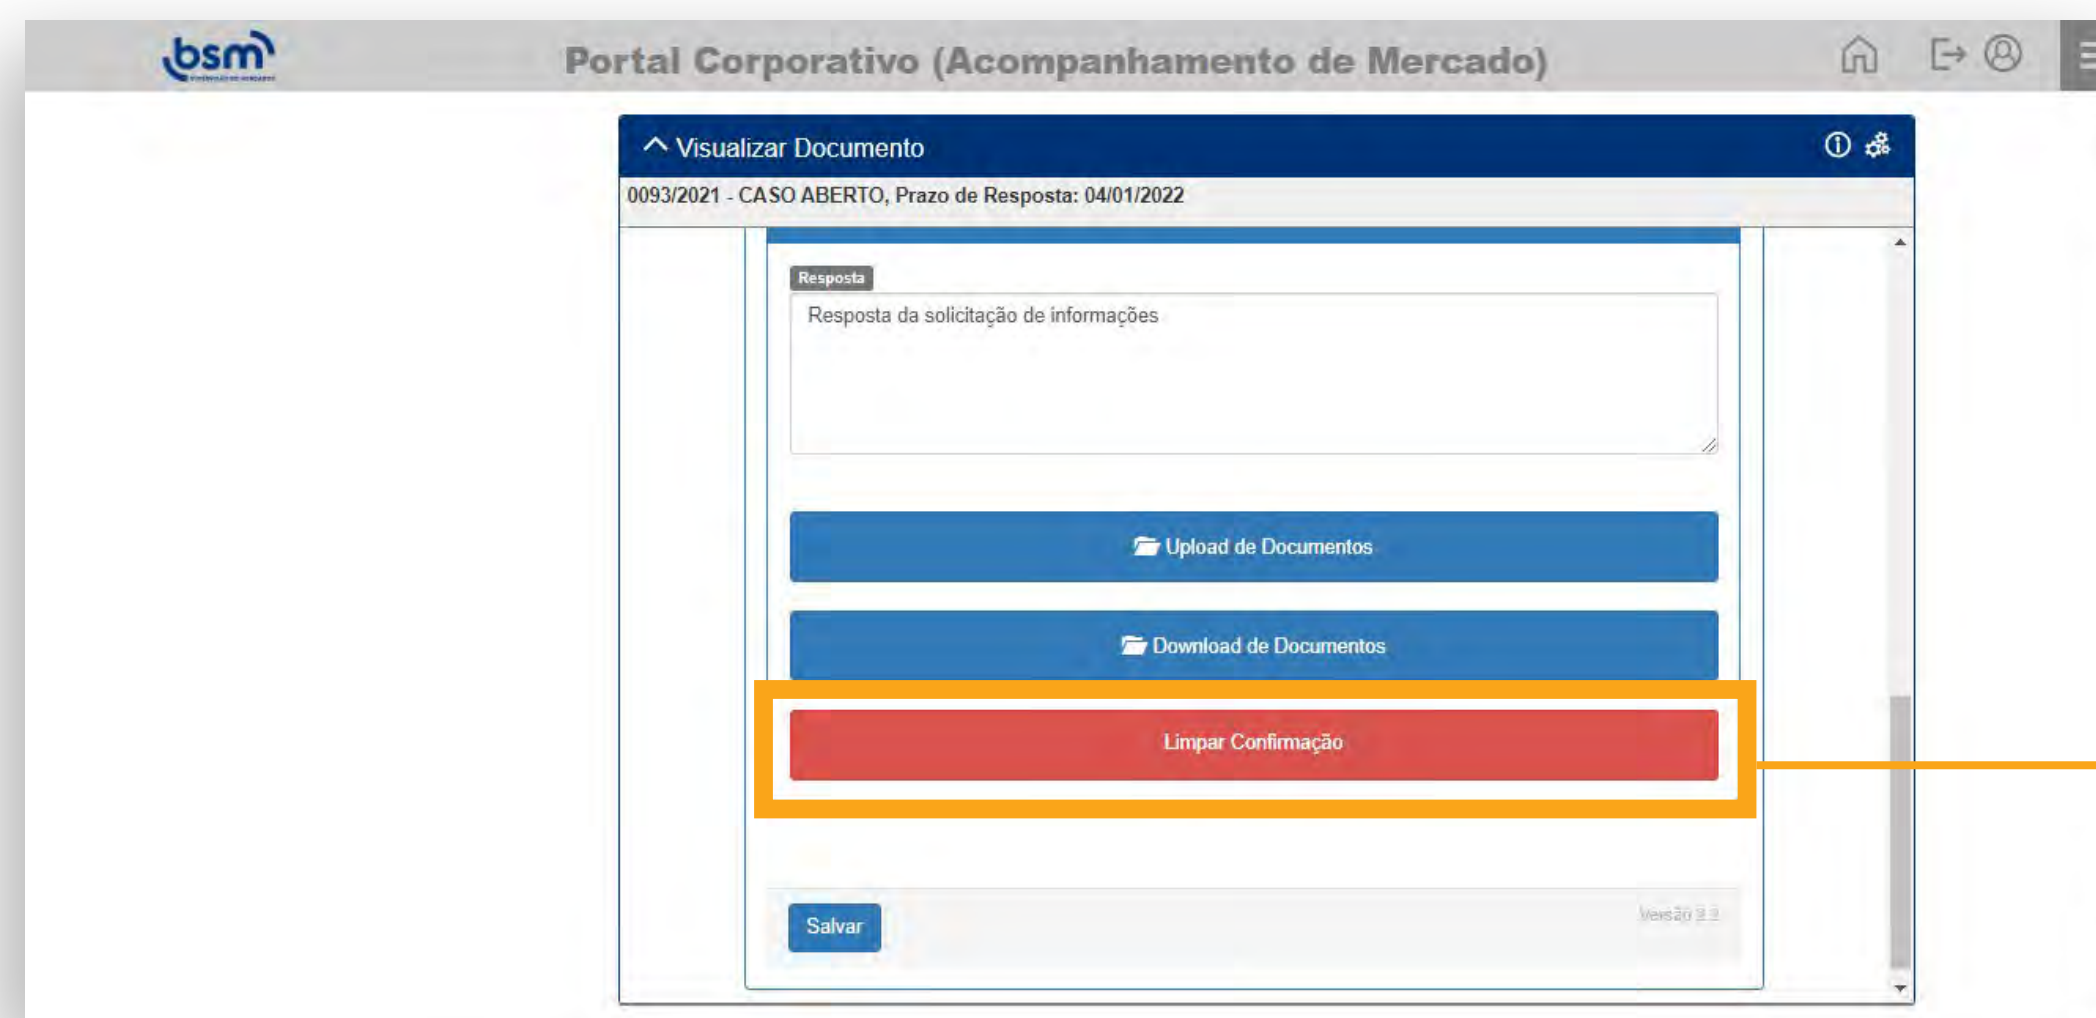 bsm
Portal Corporativo (Acompanhamento de Mercado)
Visualizar Documento
0093/2021 - CASO ABERTO, Prazo de Resposta: 04/01/2022
Resposta
Resposta da solicitação de informações
Upload de Documentos
Download de Documentos
Limpar Confirmação
Salvar
Versão